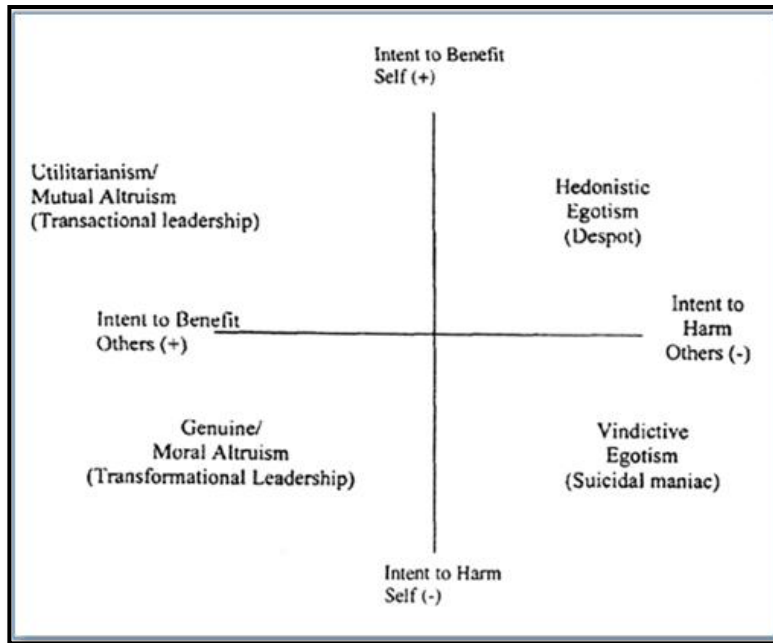 Intent to Benefit
Self (+)
Utilitarianism/
Mutual Altruism
(Transactional leadership)
Hedonistic
Egotism
(Despot)
Intent to Benefit
Others (+)
Intent to
Harm
Others (-)
Genuine/
Moral Altruism
(Transformational Leadership)
Vindictive
Egotism
(Suicidal maniac)
Intent to Harm
Self (-)